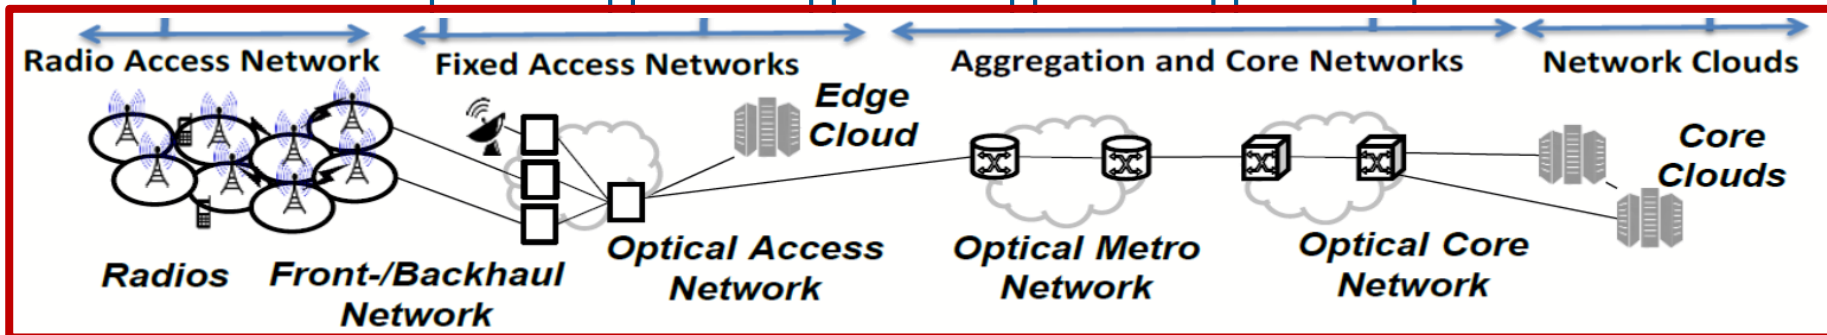 Radio Access Network
Fixed Access Networks
Aggregation and Core Networks
Network Clouds
Edge
Cloud
Core
Clouds
Radios
Front-/Backhaul
Network
Optical Access
Network
Optical Metro
Network
Optical Core
Network